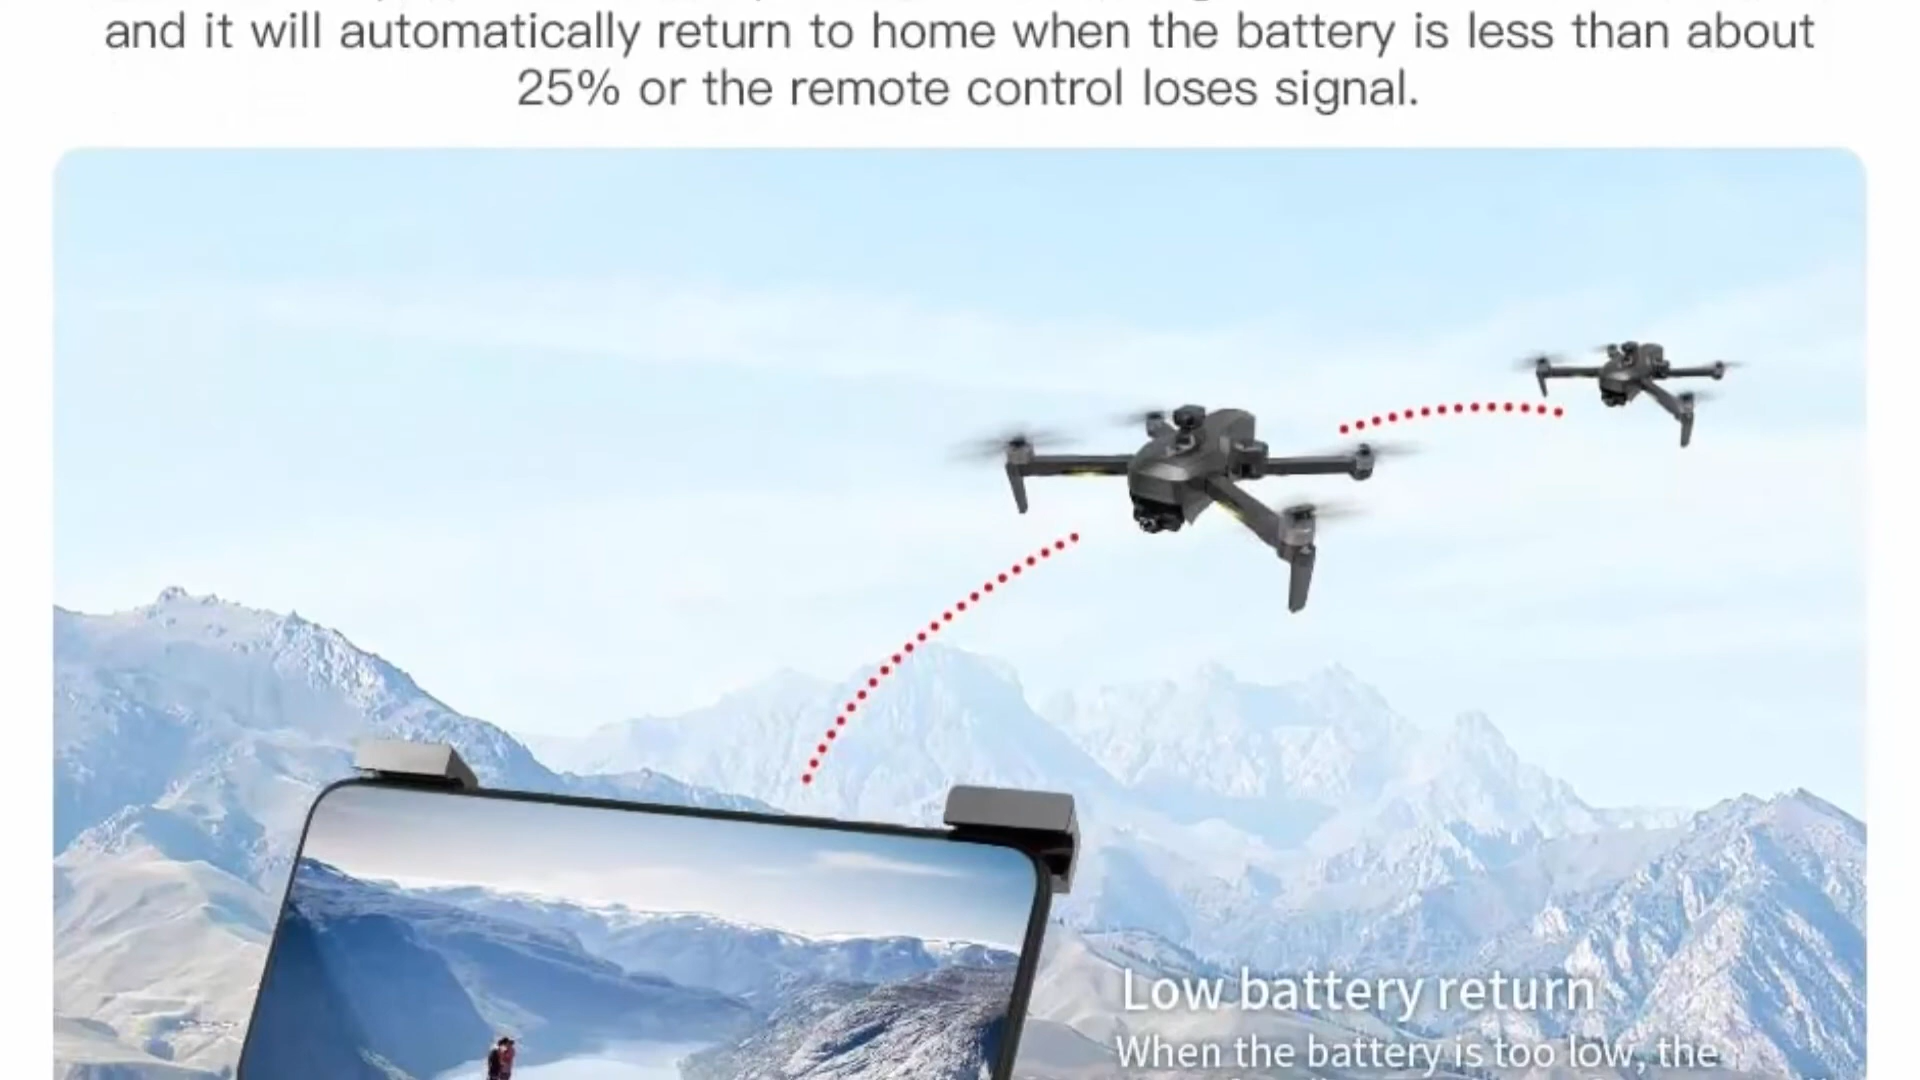 and it will automatically return to home when the battery is less than about
25% or the remote control loses signal.
Low battery return
When the battery is too low, the